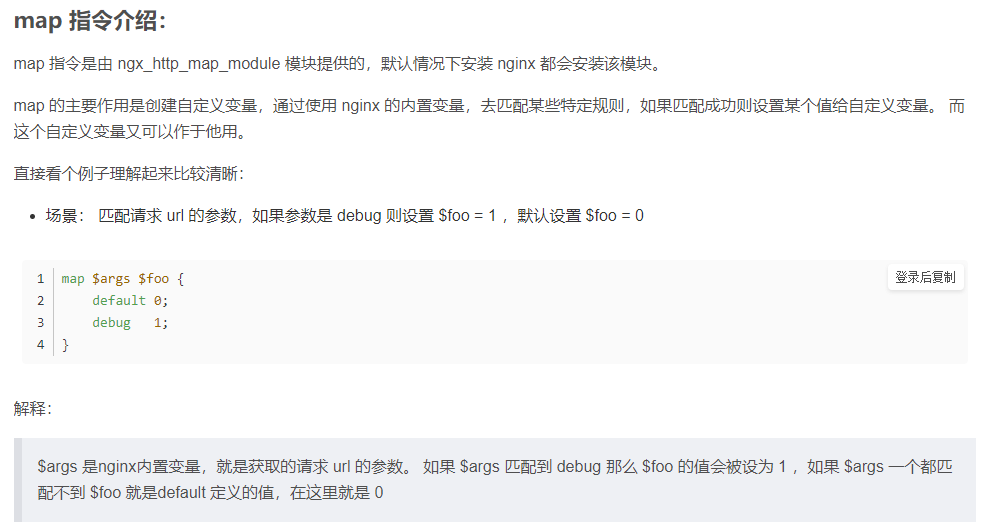 map 指令介绍：
map 指令是由 ngx_http_map_module 模块提供的，默认情况下安装 nginx 都会安装该模块。
map 的主要作用是创建自定义变量，通过使用 nginx 的内置变量，去匹配某些特定规则，如果匹配成功则设置某个值给自定义变量。 而
这个自定义变量又可以作于他用。
直接看个例子理解起来比较清晰：
• 场景： 匹配请求 url 的参数，如果参数是 debug 则设置 $foo = 1 ，默认设置 $foo = 0
登录后复制
1 map $args $foo {
2     default 0;
3     debug   1;
4 }
解释：
$args 是nginx内置变量，就是获取的请求 url 的参数。 如果 $args 匹配到 debug 那么 $foo 的值会被设为 1 ，如果 $args 一个都匹
配不到 $foo 就是default 定义的值，在这里就是 0